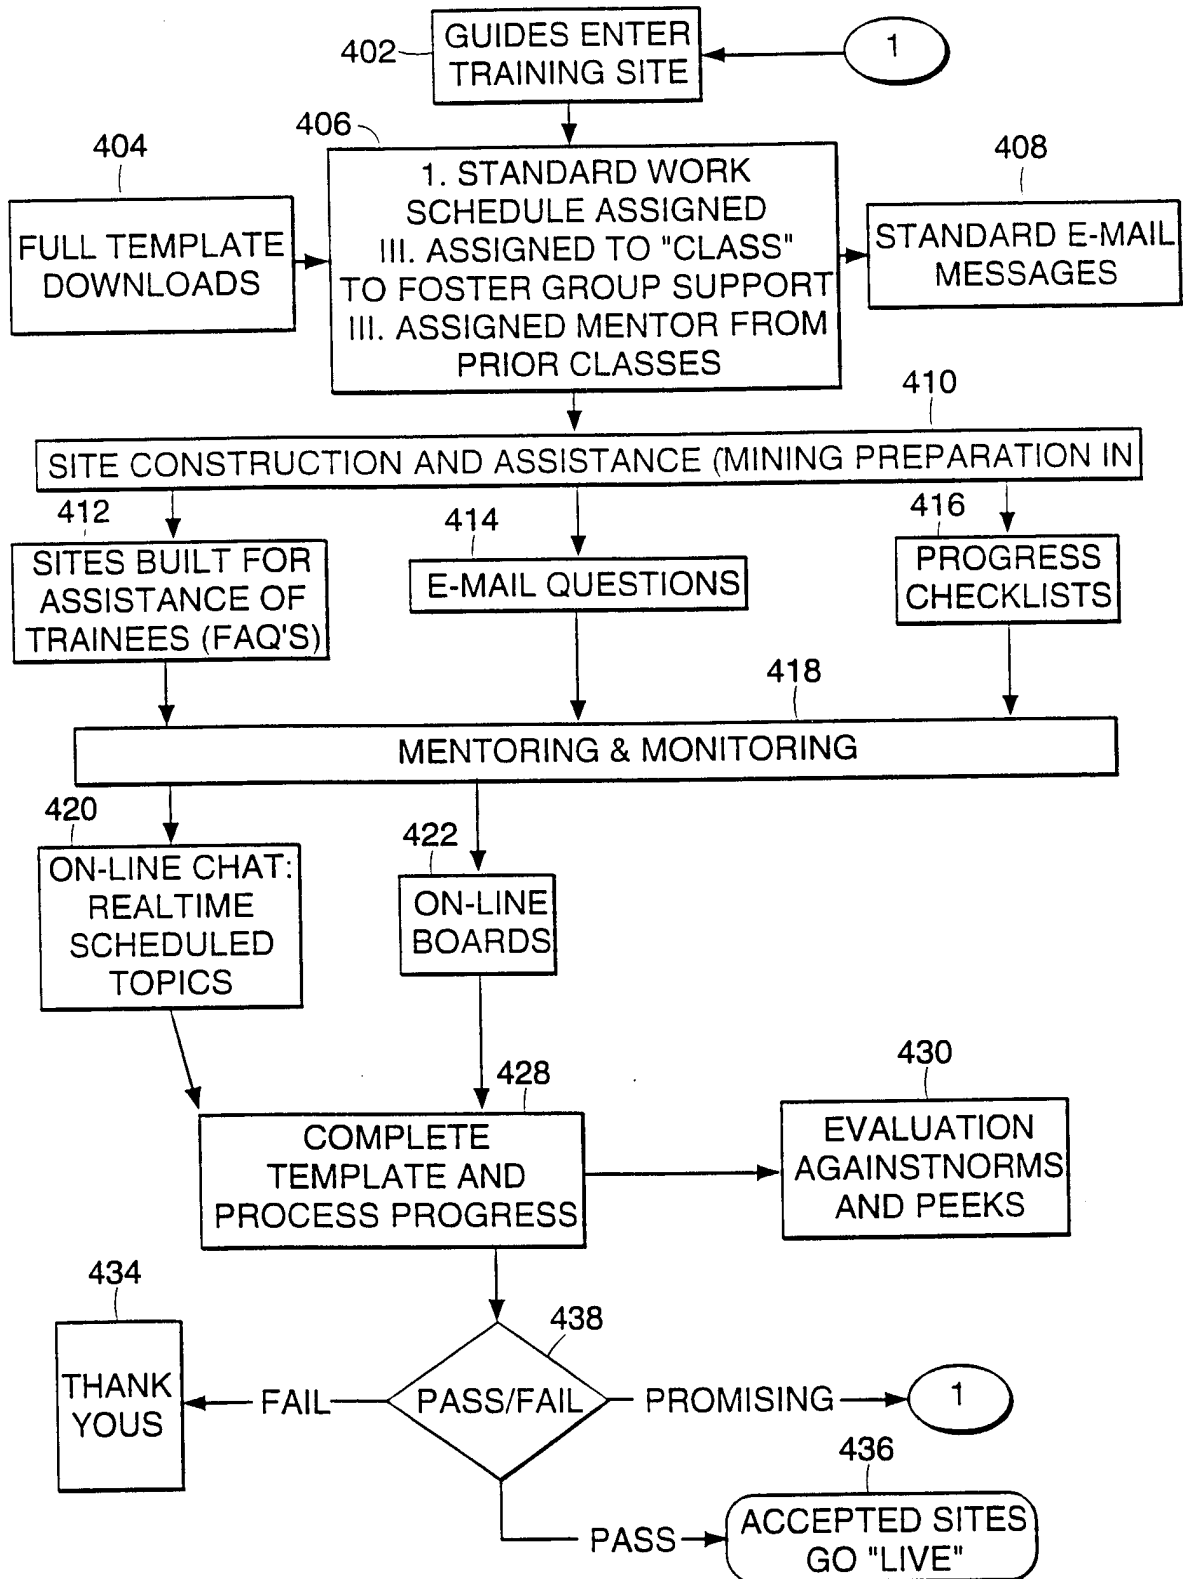 402
GUIDES ENTER
TRAINING SITE
1
404
FULL TEMPLATE
DOWNLOADS
406
1. STANDARD WORK
SCHEDULE ASSIGNED
III. ASSIGNED TO "CLASS"
TO FOSTER GROUP SUPPORT
III. ASSIGNED MENTOR FROM
PRIOR CLASSES
408
STANDARD E-MAIL
MESSAGES
410
SITE CONSTRUCTION AND ASSISTANCE (MINING PREPARATION IN
412
SITES BUILT FOR
ASSISTANCE OF
TRAINEES (FAQ'S)
414
E-MAIL QUESTIONS
416
PROGRESS
CHECKLISTS
418
MENTORING & MONITORING
420
ON-LINE CHAT:
REALTIME
SCHEDULED
TOPICS
422
ON-LINE
BOARDS
428
COMPLETE
TEMPLATE AND
PROCESS PROGRESS
430
EVALUATION
AGAINSTNORMS
AND PEEKS
434
THANK
YOUS
FAIL
438
PASS/FAIL
PROMISING
1
PASS
436
ACCEPTED SITES
GO "LIVE"